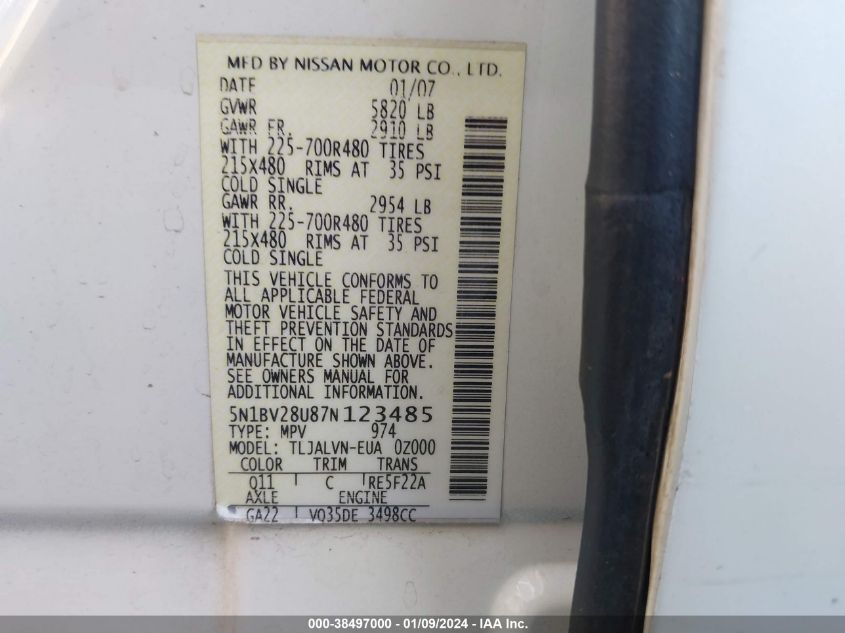 MFD BY NISSAN MOTOR CO., LTD.
DATE 01/07
GVWR 5820 LB
GAWR FR. 2910 LB
WITH 225-700R480 TIRES
215X480 RIMS AT 35 PSI
COLD SINGLE
GAWR RR. 2954 LB
WITH 225-700R480 TIRES
215X480 RIMS AT 35 PSI
COLD SINGLE
THIS VEHICLE CONFORMS TO
ALL APPLICABLE FEDERAL
MOTOR VEHICLE SAFETY AND
THEFT PREVENTION STANDARDS
IN EFFECT ON THE DATE OF
MANUFACTURE SHOWN ABOVE.
SEE OWNERS MANUAL FOR
ADDITIONAL INFORMATION.
5N1BV28U87N123485
TYPE: MPV 974
MODEL: TLJALVN-EUA 0Z000
COLOR TRIM TRANS
Q11 C RE5F22A
AXLE ENGINE
GA22 VQ35DE 3498CC
000-38497000 - 01/09/2024 - IAA Inc.